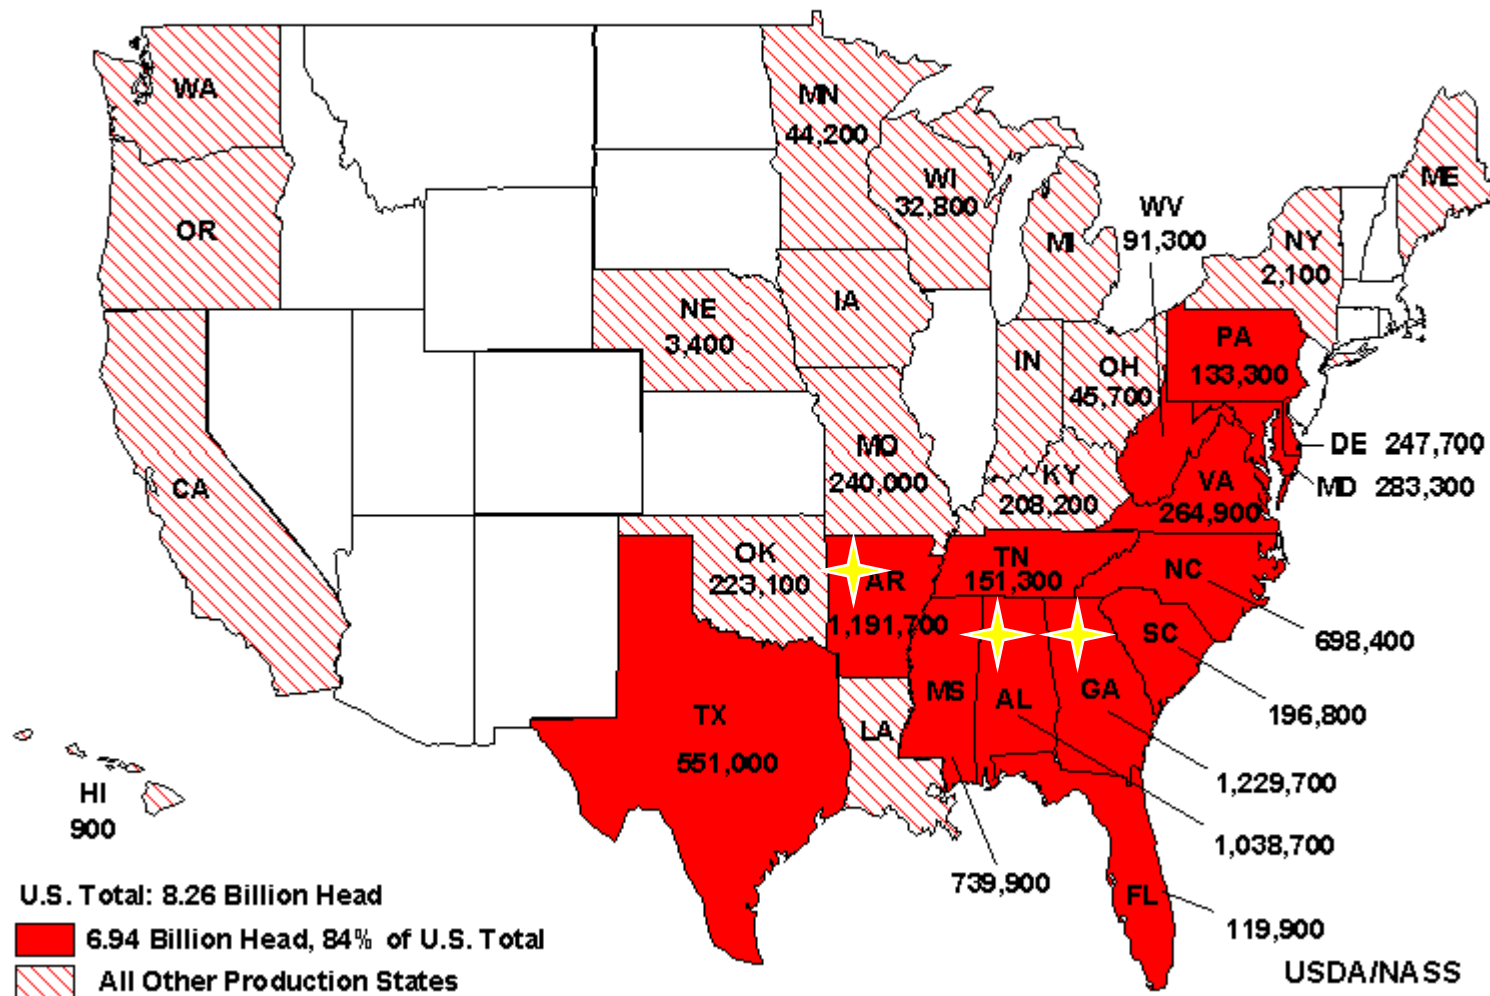 WA
MN
44,200
WI
32,800
ME
WV
91,300
OR
MI
NY
2,100
NE
3,400
IA
IN
OH
45,700
PA
133,300
DE 247,700
MD 283,300
CA
MO
240,000
KY
208,200
VA
264,900
OK
223,100
AR
1,191,700
TN
151,300
NC
698,400
SC
196,800
MS
739,900
AL
1,038,700
GA
1,229,700
TX
551,000
LA
HI
900
FL
119,900
U.S. Total: 8.26 Billion Head
6.94 Billion Head, 84% of U.S. Total
All Other Production States
USDA/NASS